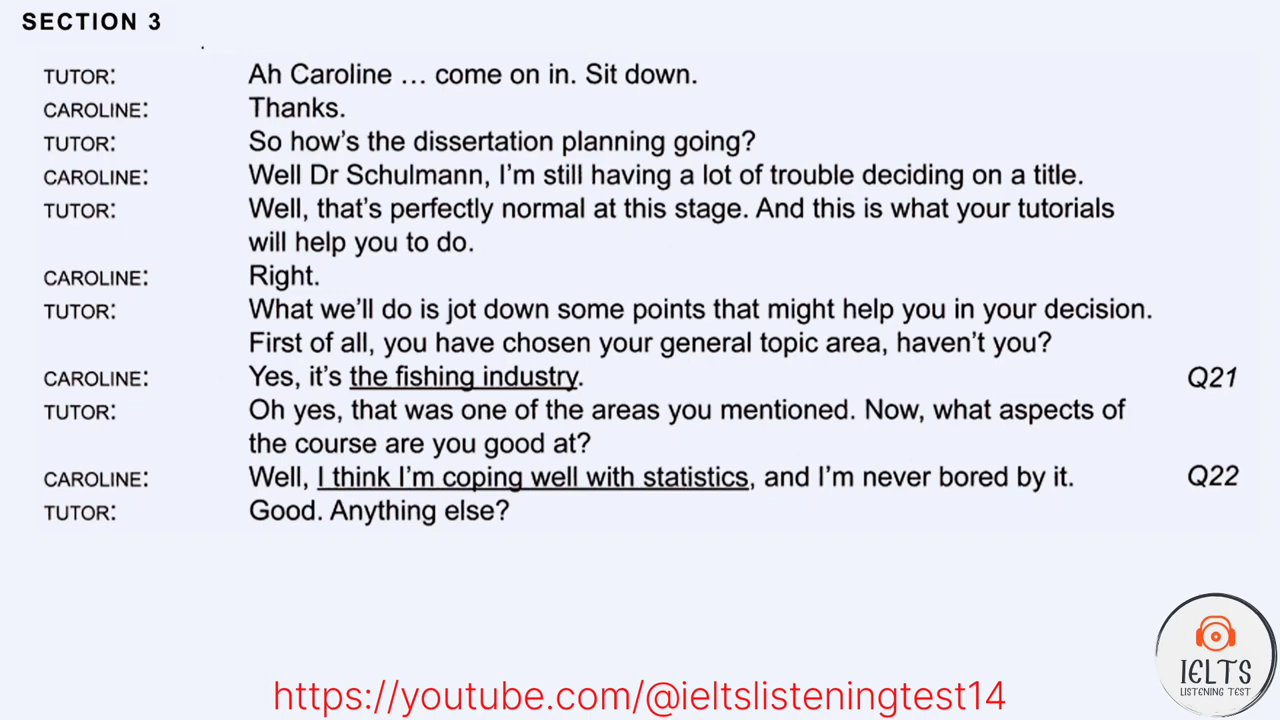 SECTION 3
TUTOR: Ah Caroline … come on in. Sit down.
CAROLINE: Thanks.
TUTOR: So how's the dissertation planning going?
CAROLINE: Well Dr Schulmann, I'm still having a lot of trouble deciding on a title.
TUTOR: Well, that's perfectly normal at this stage. And this is what your tutorials
will help you to do.
CAROLINE: Right.
TUTOR: What we'll do is jot down some points that might help you in your decision.
First of all, you have chosen your general topic area, haven't you?
CAROLINE: Yes, it's the fishing industry. Q21
TUTOR: Oh yes, that was one of the areas you mentioned. Now, what aspects of
the course are you good at?
CAROLINE: Well, I think I'm coping well with statistics, and I'm never bored by it. Q22
TUTOR: Good. Anything else?
IELTS
LISTENING TEST
https://youtube.com/@ieltslisteningtest14